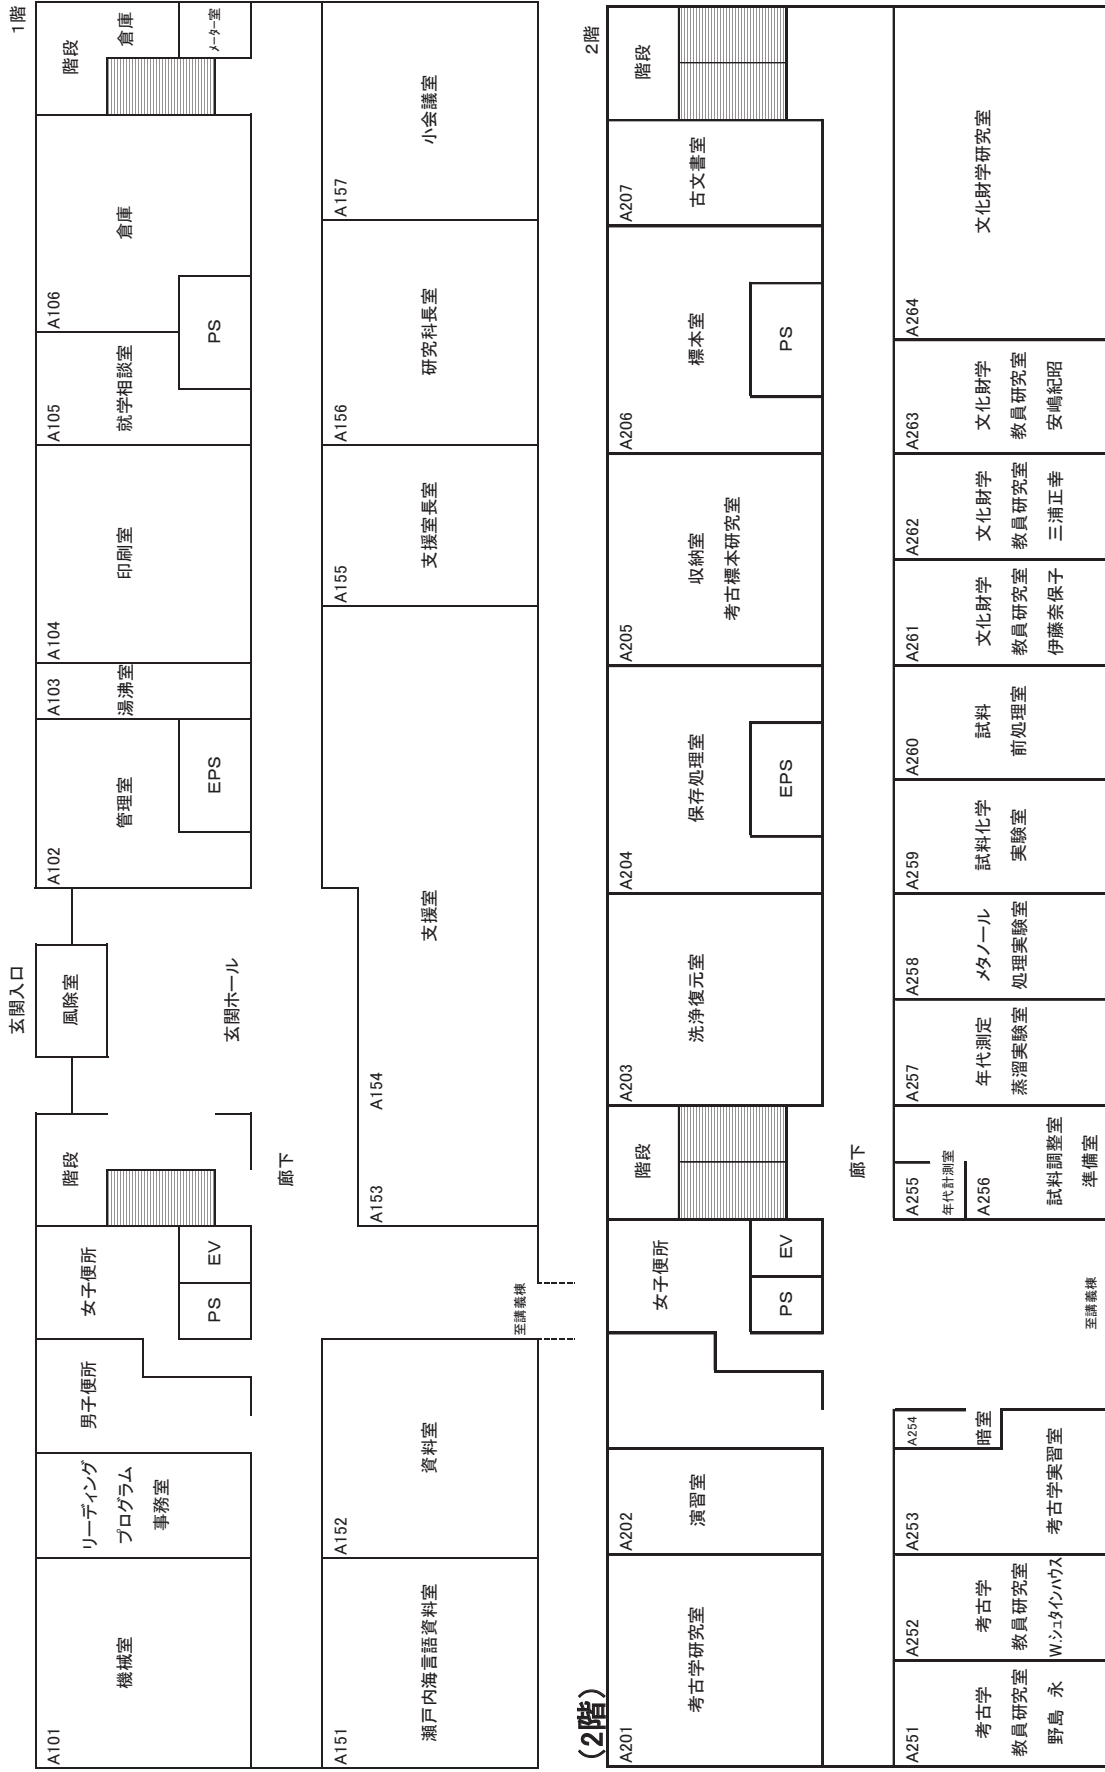 1階
玄関入口
A101
機械室
リーディング
プログラム
事務室
男子便所
女子便所
PS
EV
階段
風除室
玄関ホール
A102
管理室
EPS
A103
湯沸室
A104
印刷室
A105
就学相談室
PS
A106
倉庫
階段
倉庫
メーター室
廊下
A151
瀬戸内海言語資料室
A152
資料室
至講義棟
A153
A154
支援室
A155
支援室長室
A156
研究科長室
A157
小会議室
(2階)
2階
A201
考古学研究室
A202
演習室
女子便所
PS
EV
階段
A203
洗浄復元室
A204
保存処理室
EPS
A205
収納室
考古標本研究室
A206
標本室
PS
A207
古文書室
階段
廊下
A251
考古学
教員研究室
野島 永
A252
考古学
教員研究室
W.シュタインハウス
A253
考古学実習室
A254
暗室
至講義棟
A255
年代計測室
A256
試料調整室
準備室
A257
年代測定
蒸溜実験室
A258
メタノール
処理実験室
A259
試料化学
実験室
A260
試料
前処理室
A261
文化財学
教員研究室
伊藤奈保子
A262
文化財学
教員研究室
三浦正幸
A263
文化財学
教員研究室
安嶋紀昭
A264
文化財学研究室